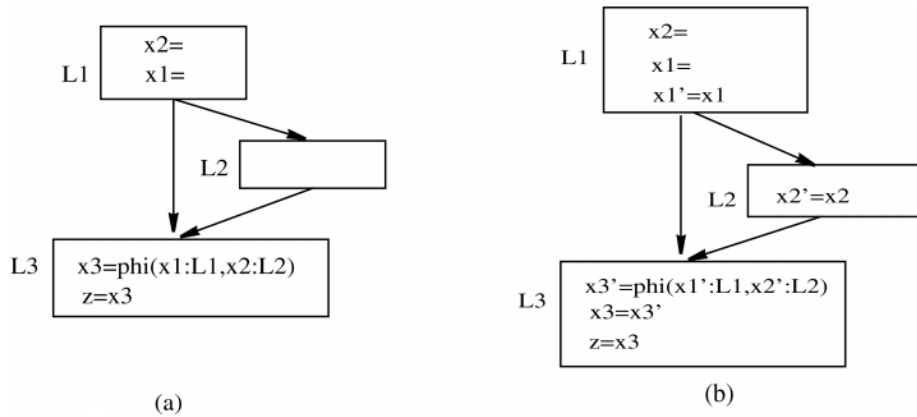 x2=
x1=
L1
L2
L3
x3=phi(x1:L1,x2:L2)
z=x3
(a)
x2=
L1
x1=
x1’=x1
L2
x2’=x2
L3
x3’=phi(x1’:L1,x2’:L2)
x3=x3’
z=x3
(b)